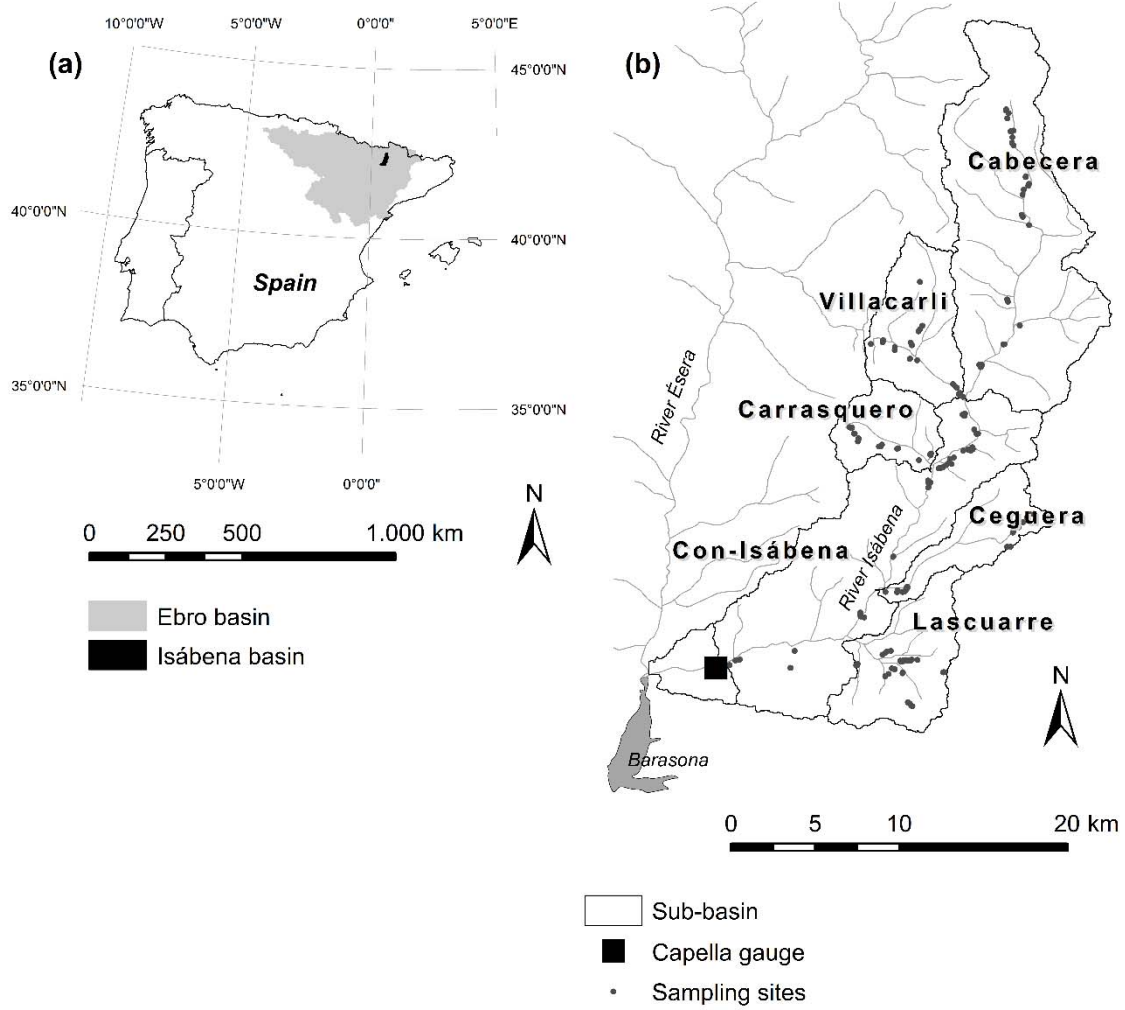 (a)
10°0'0"W
5°0'0"W
0°0'0"
5°0'0"E
45°0'0"N
40°0'0"N
40°0'0"N
Spain
35°0'0"N
35°0'0"N
5°0'0"W
0°0'0"
0 250 500 1.000 km
N
Ebro basin
Isábena basin
(b)
Cabecera
Villacarli
River Ésera
Carrasquero
Ceguera
Con-Isábena
River Isábena
Lascuarre
Barasona
N
0 5 10 20 km
Sub-basin
Capella gauge
Sampling sites